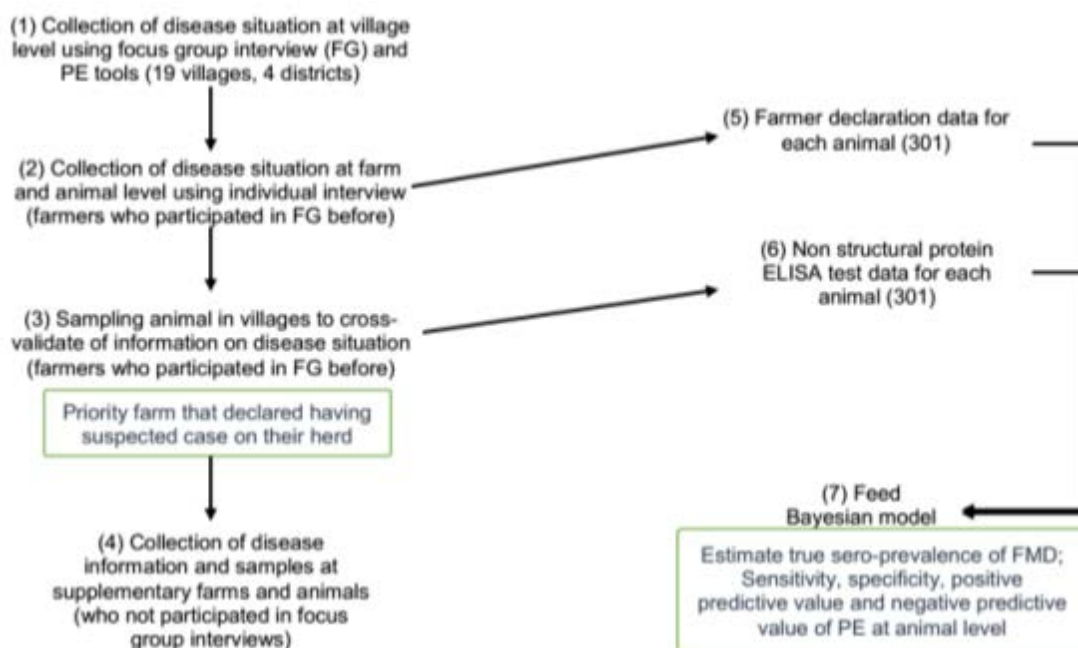 (1) Collection of disease situation at village
level using focus group interview (FG) and
PE tools (19 villages, 4 districts)
(2) Collection of disease situation at farm
and animal level using individual interview
(farmers who participated in FG before)
(3) Sampling animal in villages to cross-
validate of information on disease situation
(farmers who participated in FG before)
Priority farm that declared having
suspected case on their herd
(4) Collection of disease
information and samples at
supplementary farms and animals
(who not participated in focus
group interviews)
(5) Farmer declaration data for
each animal (301)
(6) Non structural protein
ELISA test data for each
animal (301)
(7) Feed
Bayesian model
Estimate true sero-prevalence of FMD;
Sensitivity, specificity, positive
predictive value and negative predictive
value of PE at animal level